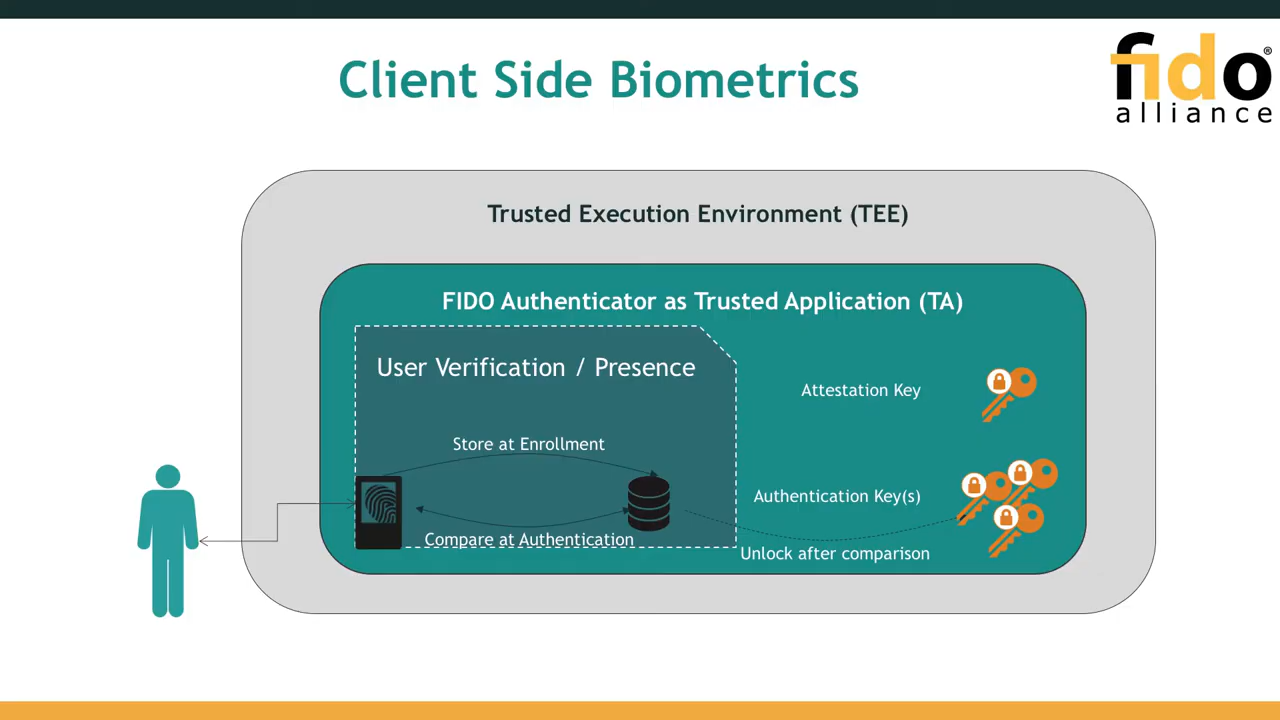 Client Side Biometrics
fido®
alliance
Trusted Execution Environment (TEE)
FIDO Authenticator as Trusted Application (TA)
User Verification / Presence
Attestation Key
Store at Enrollment
Authentication Key(s)
Compare at Authentication
Unlock after comparison